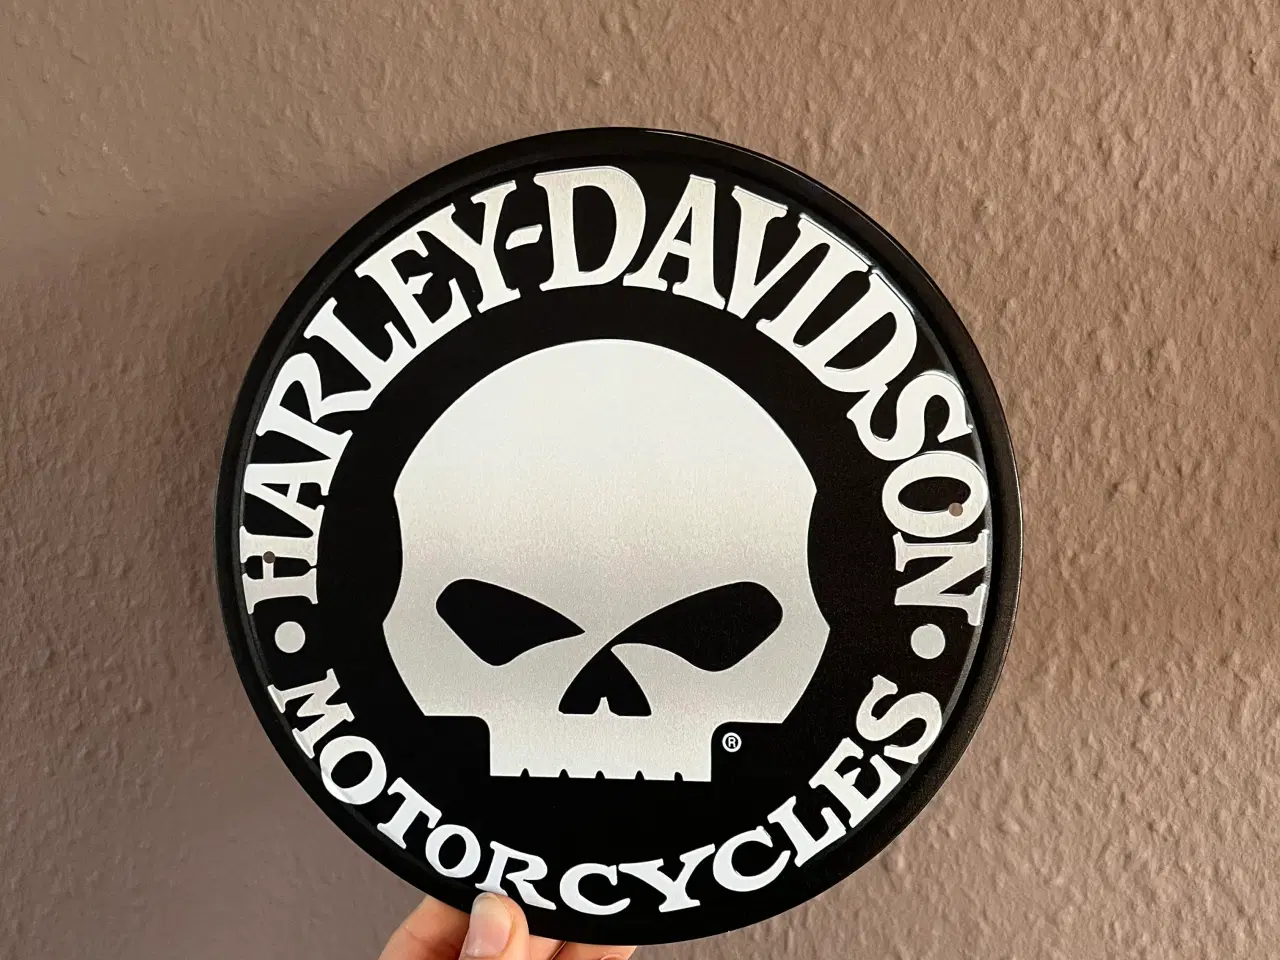 HARLEY-DAVIDSON
®
• MOTORCYCLES •